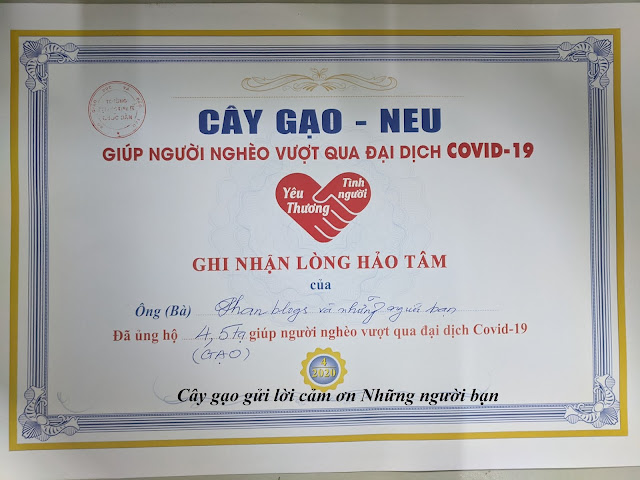 CÂY GẠO - NEU
GIÚP NGƯỜI NGHÈO VƯỢT QUA ĐẠI DỊCH COVID-19
Yêu Thương
Tình người
GHI NHẬN LÒNG HẢO TÂM
của
Ông (Bà) Phan blogs và những người bạn
Đã ủng hộ 4,5 Tạ giúp người nghèo vượt qua đại dịch Covid-19
(GẠO)
4
2020
Cây gạo gửi lời cảm ơn Những người bạn